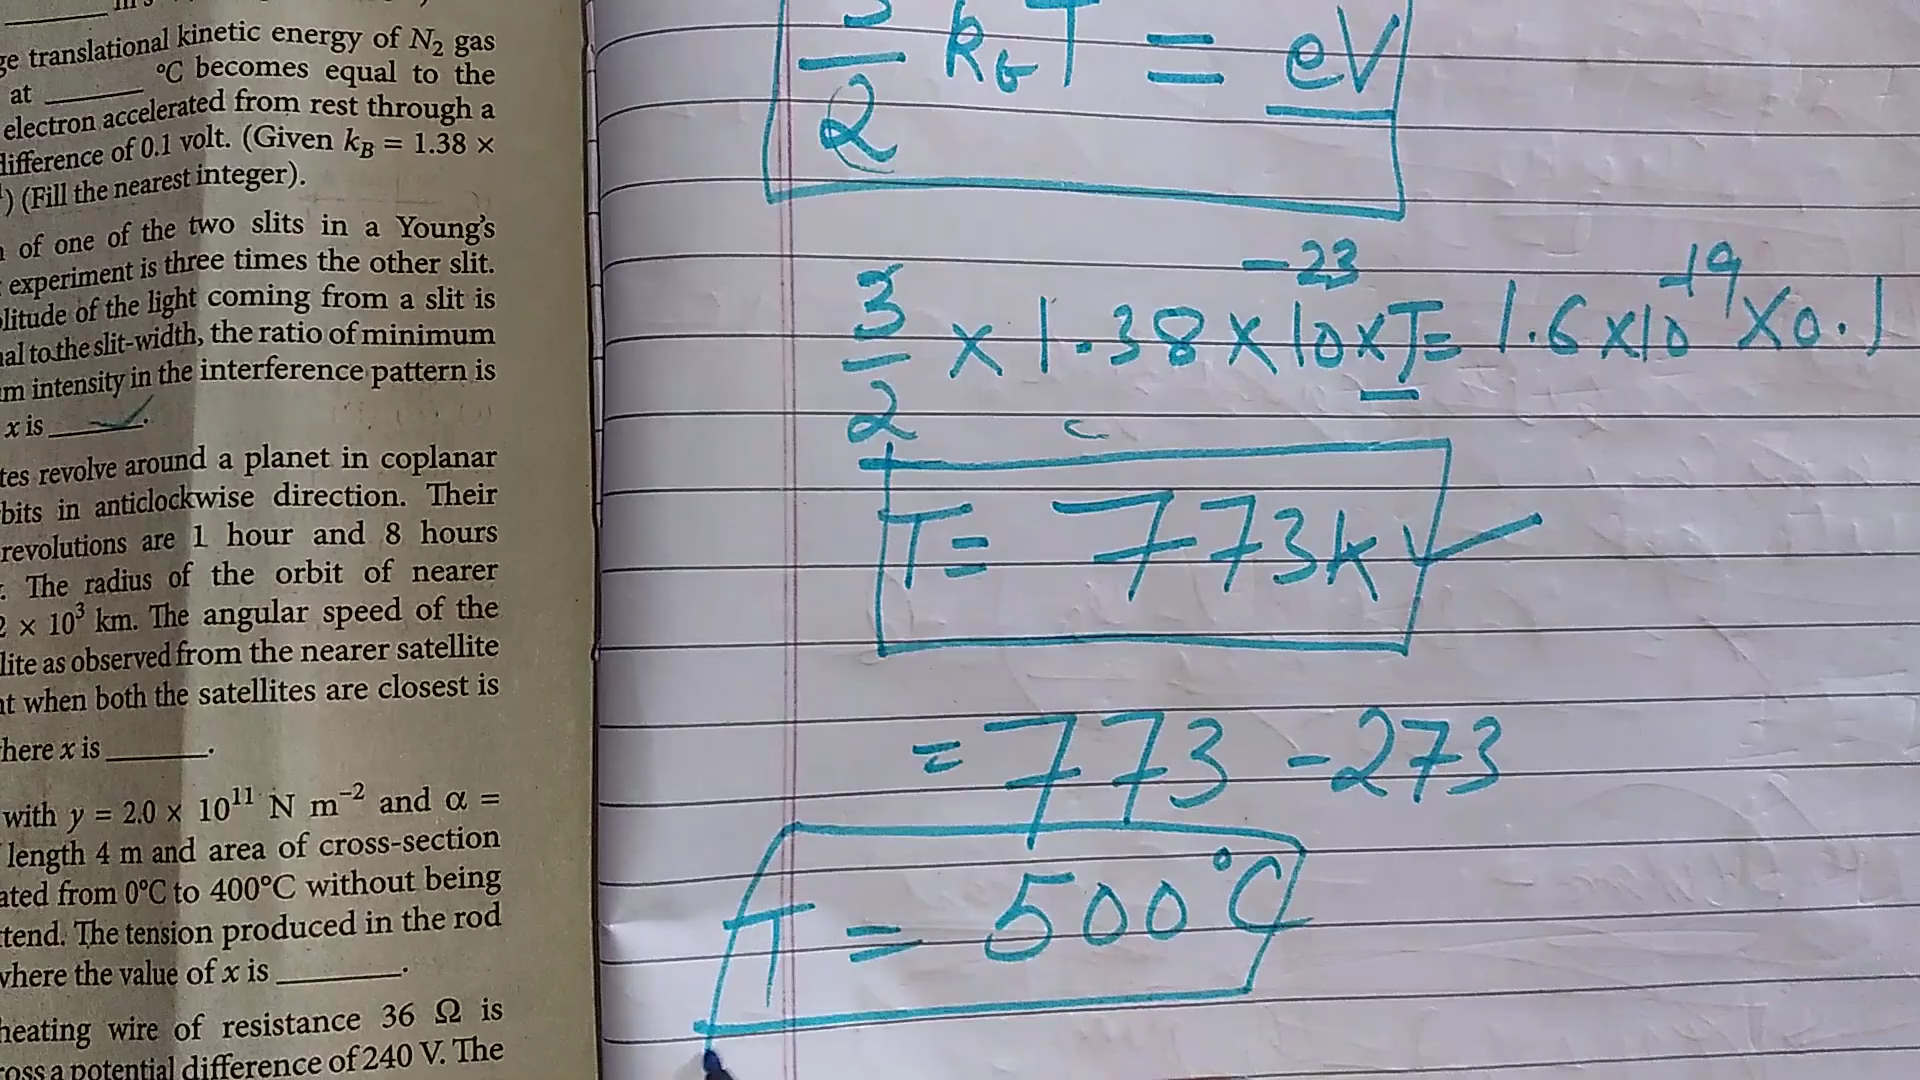 ge translational kinetic energy of N₂ gas
at ______ °C becomes equal to the
electron accelerated from rest through a
difference of 0.1 volt. (Given k_B = 1.38 ×
) (Fill the nearest integer).
of one of the two slits in a Young's
experiment is three times the other slit.
litude of the light coming from a slit is
nal to the slit-width, the ratio of minimum
m intensity in the interference pattern is
x is ______.
tes revolve around a planet in coplanar
bits in anticlockwise direction. Their
revolutions are 1 hour and 8 hours
. The radius of the orbit of nearer
2 × 10³ km. The angular speed of the
lite as observed from the nearer satellite
nt when both the satellites are closest is
here x is ______.
with y = 2.0 × 10¹¹ N m⁻² and α =
length 4 m and area of cross-section
ated from 0°C to 400°C without being
tend. The tension produced in the rod
where the value of x is ______.
heating wire of resistance 36 Ω is
ross a potential difference of 240 V. The
3/2 k_B T = eV
3/2 × 1.38 × 10⁻²³ × T = 1.6 × 10⁻¹⁹ × 0.1
T = 773K ✓
= 773 - 273
T = 500°C